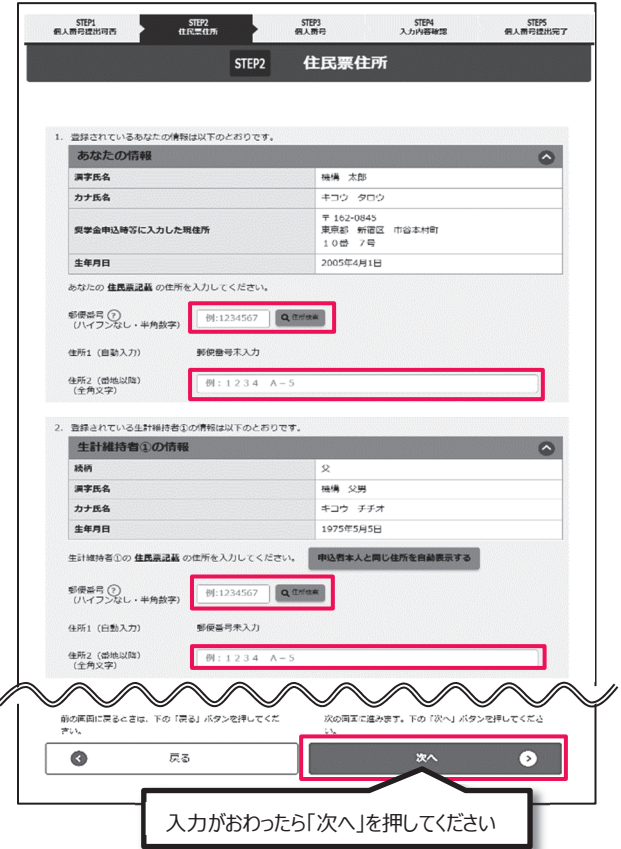 STEP1
個人番号提出可否
STEP2
住民票住所
STEP3
個人番号
STEP4
入力内容確認
STEP5
個人番号提出完了
STEP2 住民票住所
1. 登録されているあなたの情報は以下のとおりです。
あなたの情報
漢字氏名 機構 太郎
カナ氏名 キコウ タロウ
奨学金申込時等に入力した現住所
〒162-0845
東京都 新宿区 市谷本村町
１０番 ７号
生年月日 2005年4月1日
あなたの 住民票記載 の住所を入力してください。
郵便番号 ?
(ハイフンなし・半角数字)
例:1234567 住所検索
住所1（自動入力） 郵便番号未入力
住所2（番地以降）
（全角文字）
例：１２３４ Ａ－５
2. 登録されている生計維持者①の情報は以下のとおりです。
生計維持者①の情報
続柄 父
漢字氏名 機構 父男
カナ氏名 キコウ チチオ
生年月日 1975年5月5日
生計維持者①の 住民票記載 の住所を入力してください。 申込者本人と同じ住所を自動表示する
郵便番号 ?
(ハイフンなし・半角数字)
例:1234567 住所検索
住所1（自動入力） 郵便番号未入力
住所2（番地以降）
（全角文字）
例：１２３４ Ａ－５
前の画面に戻るときは、下の「戻る」ボタンを押してくだ
さい。
次の画面に進みます。下の「次へ」ボタンを押してくださ
い。
戻る
次へ
入力がおわったら「次へ」を押してください